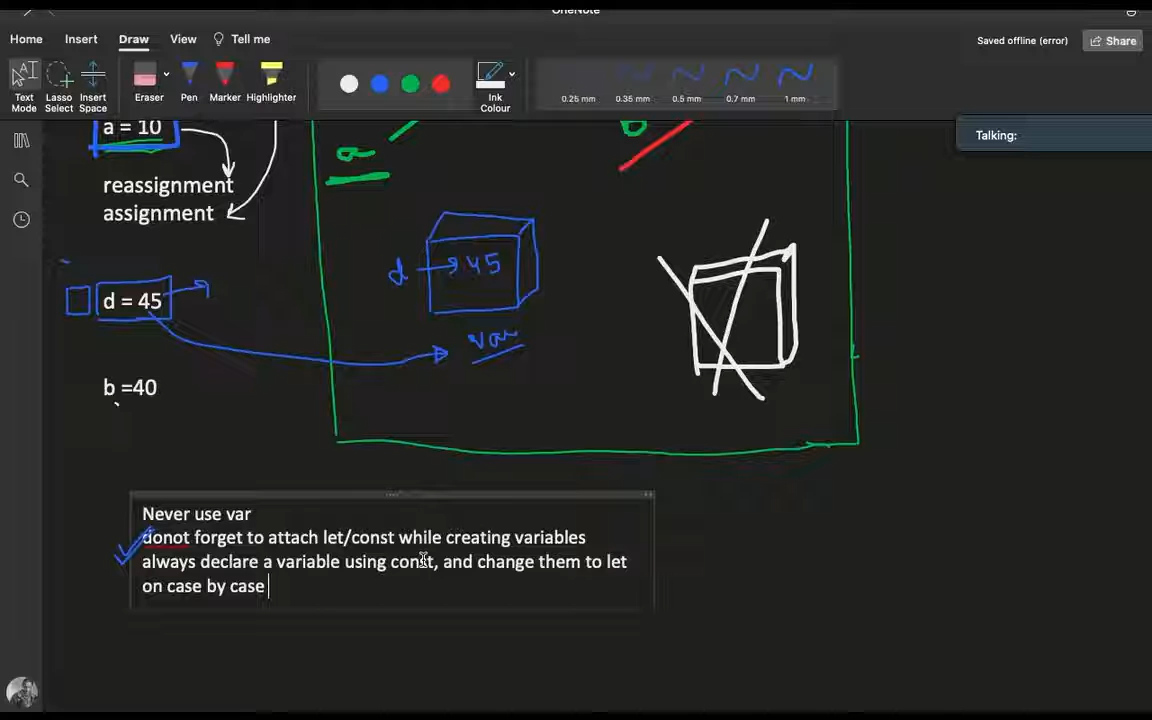 OneNote
Home Insert Draw View Tell me
Saved offline (error) Share
Text Mode Lasso Select Insert Space Eraser Pen Marker Highlighter Ink Colour 0.25 mm 0.35 mm 0.5 mm 0.7 mm 1 mm
a = 10
Talking:
a
b
reassignment
assignment
d 45
d = 45
var
b =40
Never use var
donot forget to attach let/const while creating variables
always declare a variable using const, and change them to let
on case by case